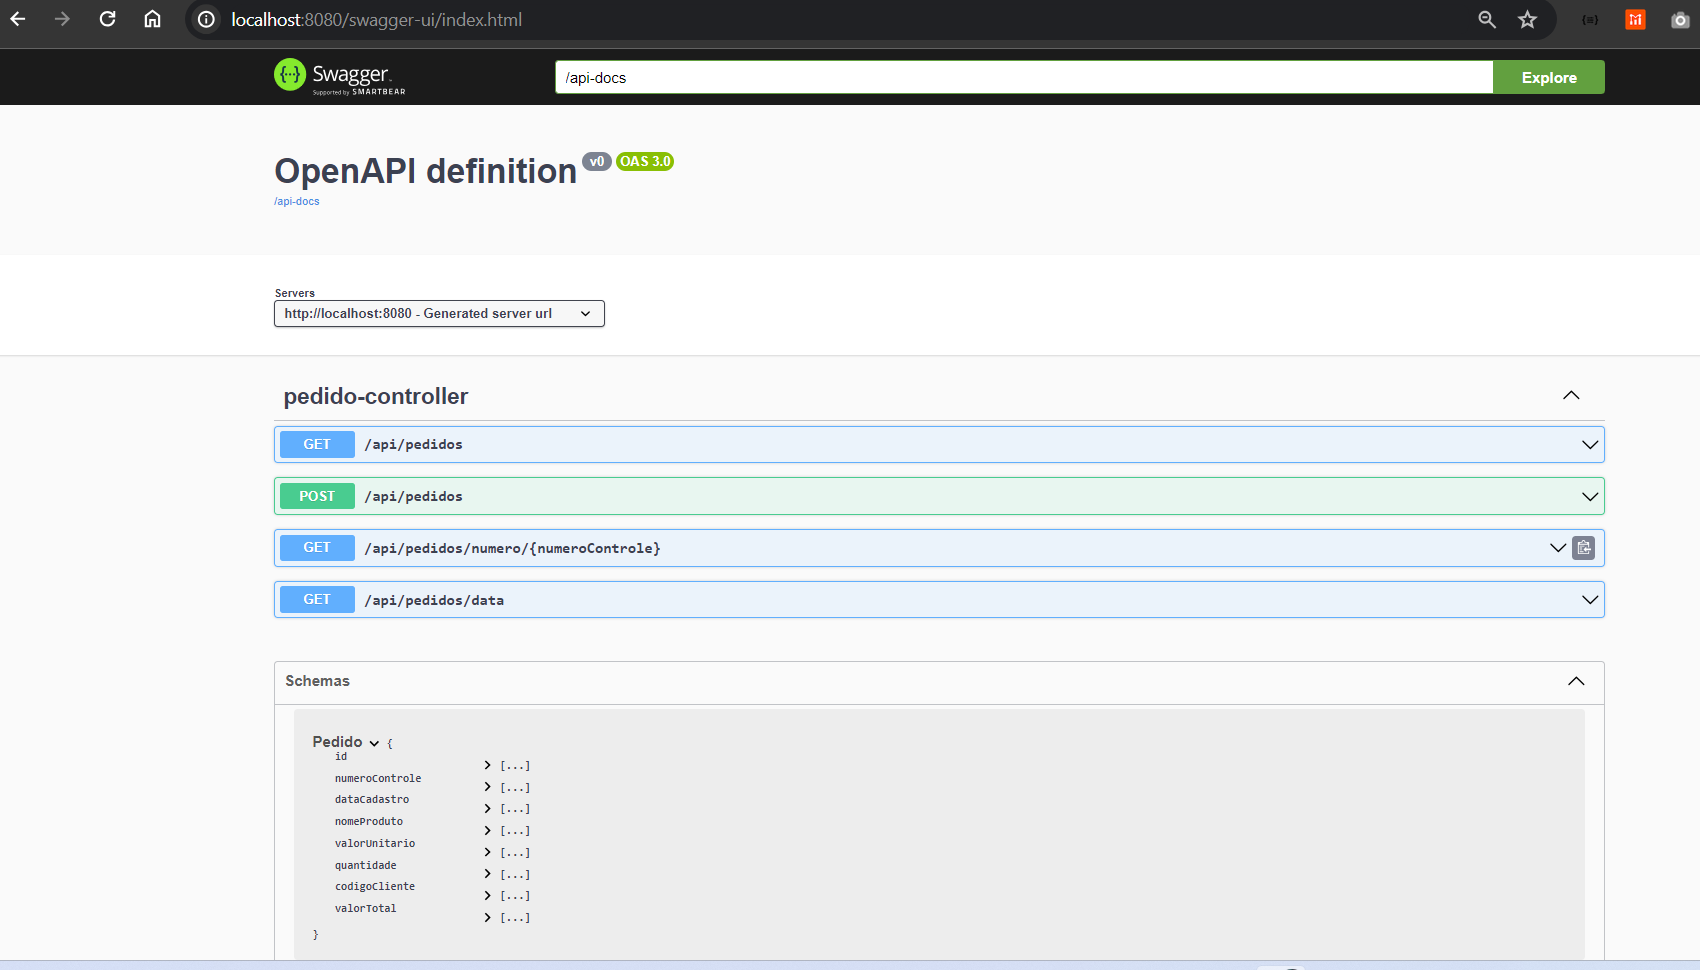 localhost:8080/swagger-ui/index.html
Swagger
Supported by SMARTBEAR
/api-docs
Explore
OpenAPI definition v0 OAS 3.0
/api-docs
Servers
http://localhost:8080 - Generated server url
pedido-controller
GET /api/pedidos
POST /api/pedidos
GET /api/pedidos/numero/{numeroControle}
GET /api/pedidos/data
Schemas
Pedido {
id [...]
numeroControle [...]
dataCadastro [...]
nomeProduto [...]
valorUnitario [...]
quantidade [...]
codigoCliente [...]
valorTotal [...]
}